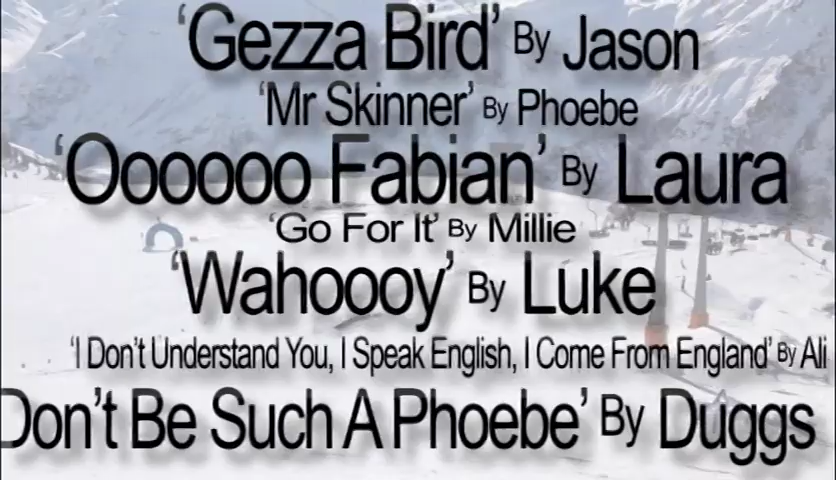 'Gezza Bird' By Jason
'Mr Skinner' By Phoebe
'Oooooo Fabian' By Laura
'Go For It' By Millie
'Wahoooy' By Luke
'I Don't Understand You, I Speak English, I Come From England' By Ali
Don't Be Such A Phoebe' By Duggs